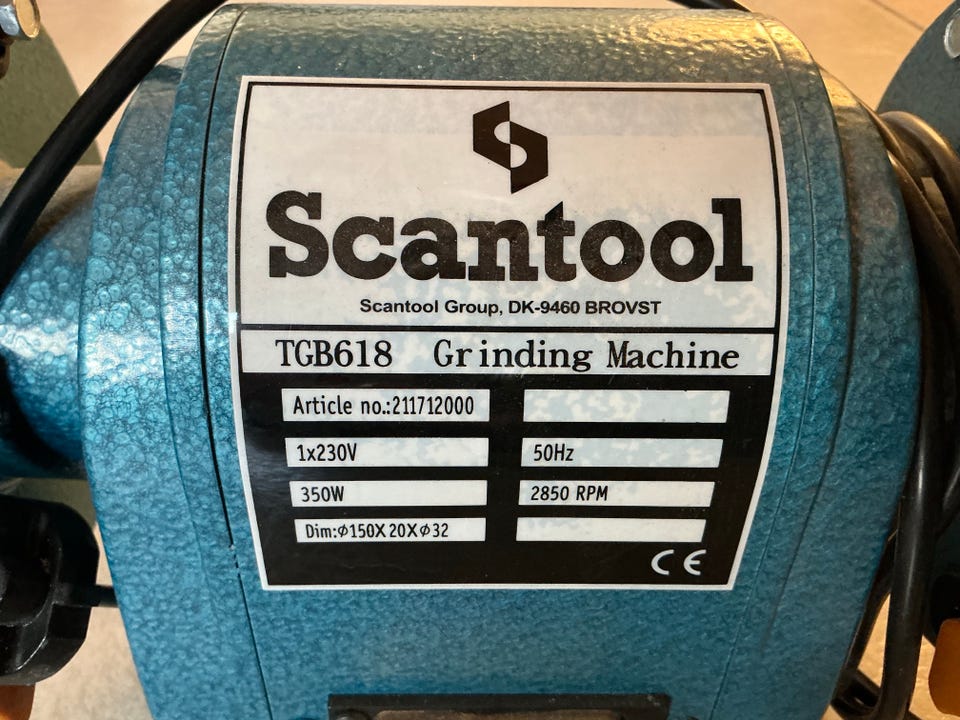 Scantool
Scantool Group, DK-9460 BROVST
TGB618 Grinding Machine
Article no.:211712000
1x230V 50Hz
350W 2850 RPM
Dim:φ150X20Xφ32
CE